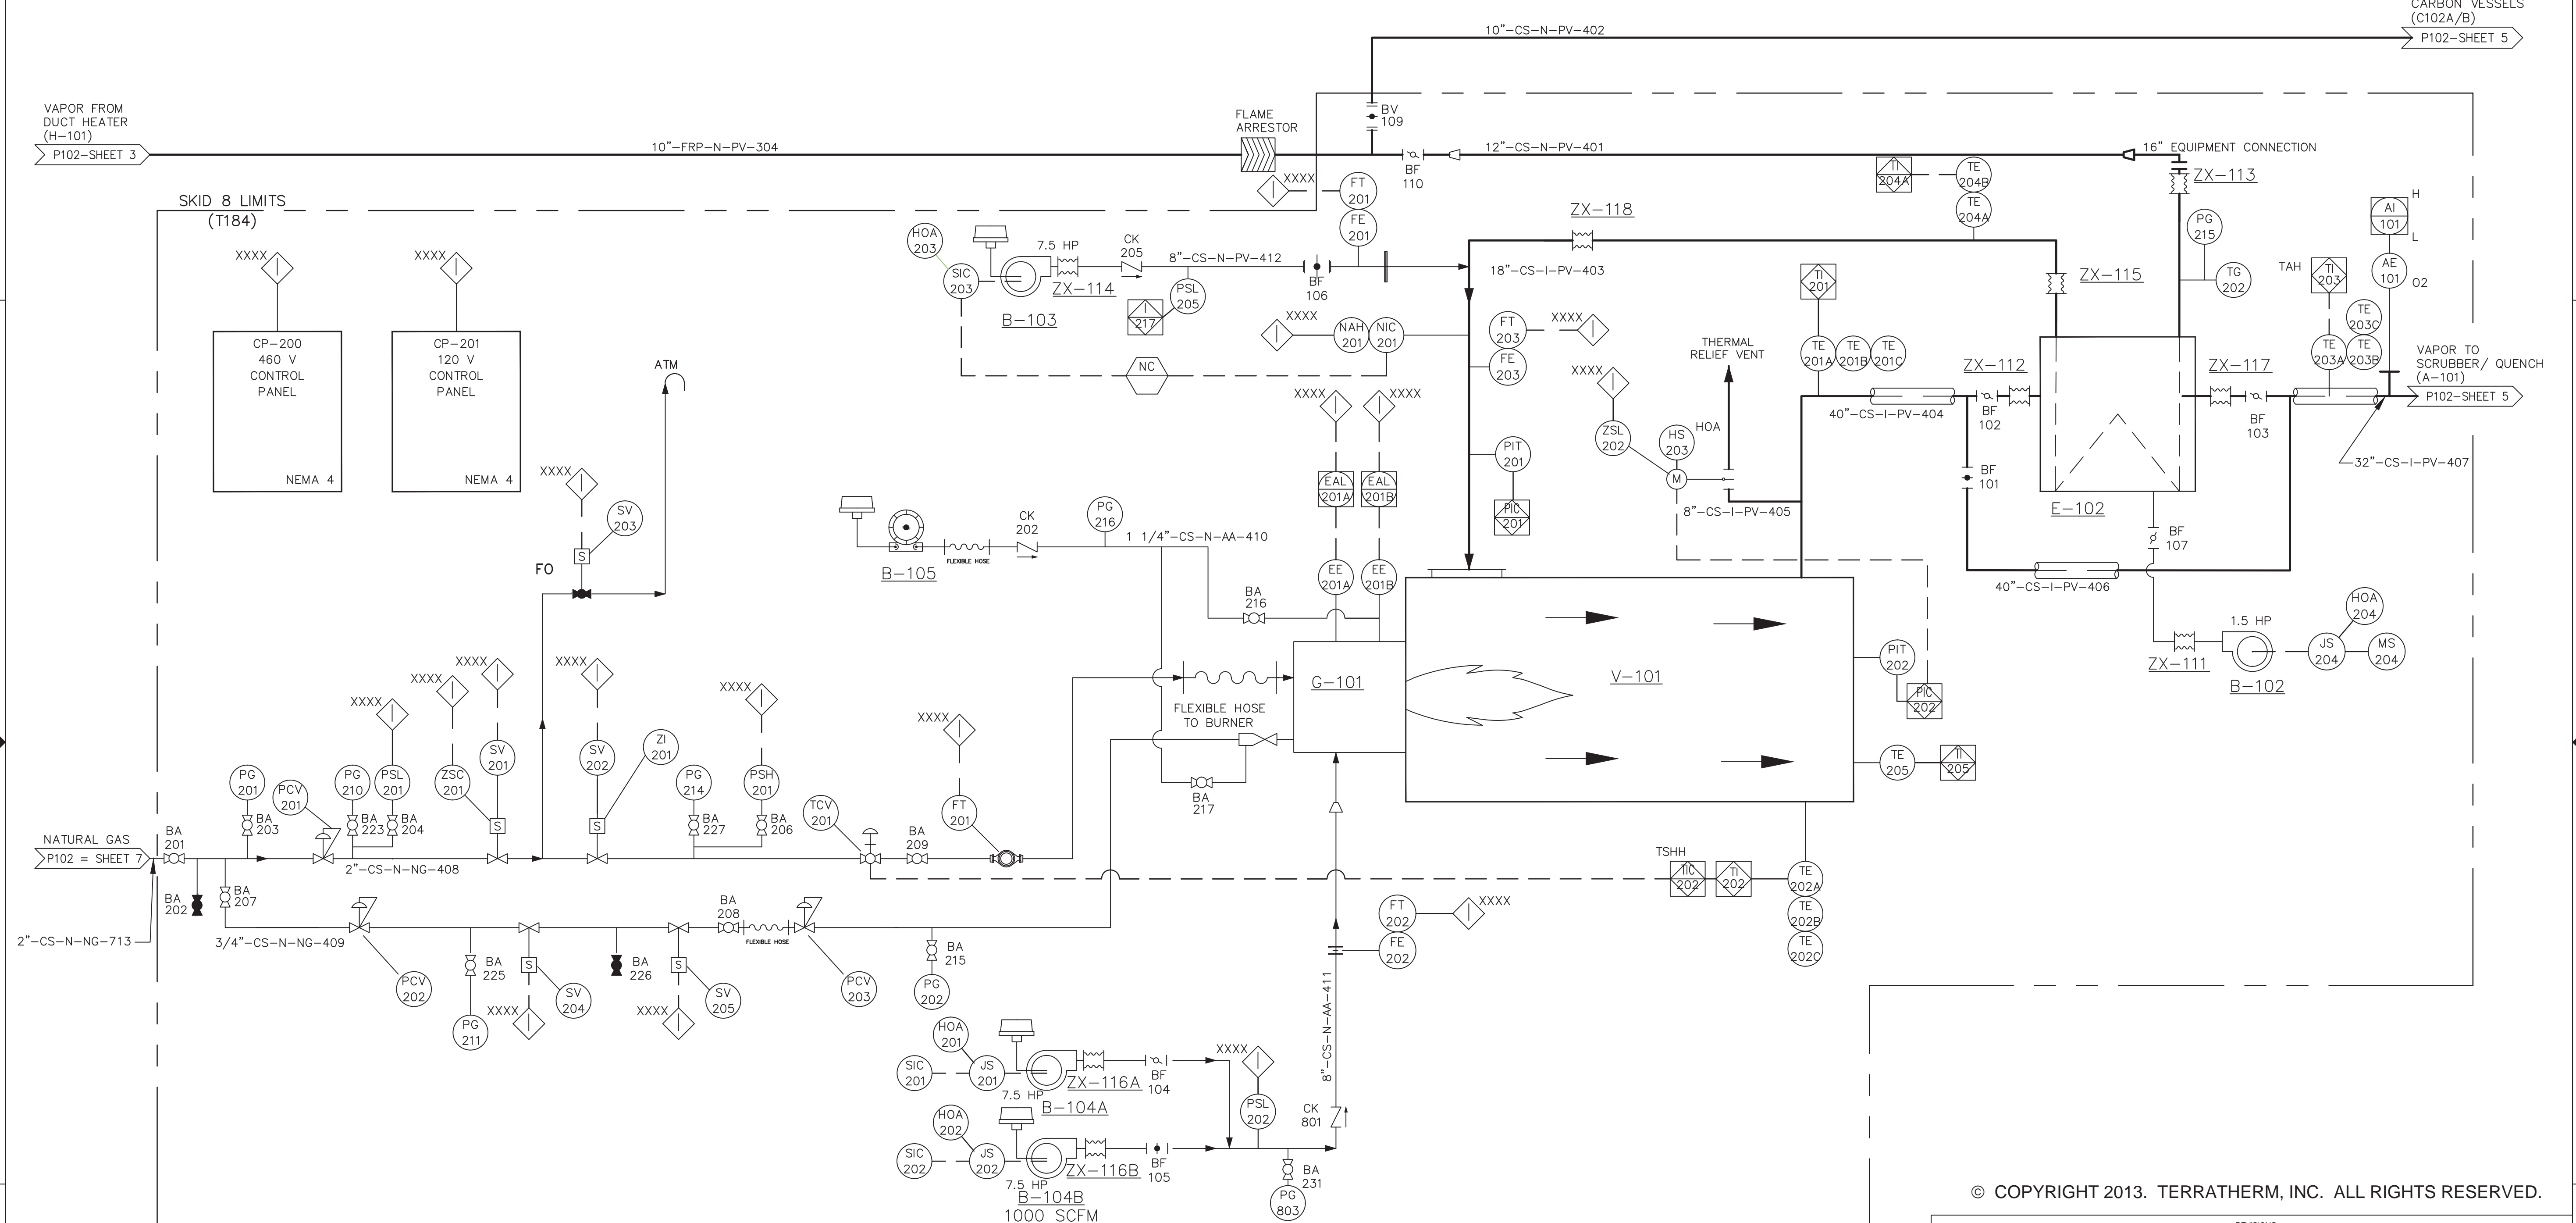 CARBON VESSELS
(C102A/B)
P102-SHEET 5
10"-CS-N-PV-402
VAPOR FROM
DUCT HEATER
(H-101)
P102-SHEET 3
10"-FRP-N-PV-304
FLAME
ARRESTOR
BV
109
BF
110
12"-CS-N-PV-401
16" EQUIPMENT CONNECTION
ZX-113
SKID 8 LIMITS
(T184)
XXXX
CP-200
460 V
CONTROL
PANEL
NEMA 4
XXXX
CP-201
120 V
CONTROL
PANEL
NEMA 4
HOA
203
SIC
203
7.5 HP
ZX-114
B-103
CK
205
8"-CS-N-PV-412
PSL
205
I
217
BF
106
XXXX
FT
201
FE
201
18"-CS-I-PV-403
ZX-118
TI
204A
TE
204B
TE
204A
ZX-115
PG
215
TG
202
AI
101
H
L
AE
101
O2
TAH
TI
203
TE
203C
TE
203A
TE
203B
VAPOR TO
SCRUBBER/ QUENCH
(A-101)
P102-SHEET 5
32"-CS-I-PV-407
XXXX
NAH
201
NIC
201
NC
FT
203
XXXX
FE
203
TI
201
TE
201A
TE
201B
TE
201C
THERMAL
RELIEF VENT
40"-CS-I-PV-404
ZX-112
BF
102
ZX-117
BF
103
BF
101
E-102
BF
107
40"-CS-I-PV-406
XXXX
ZSL
202
HS
203
HOA
M
8"-CS-I-PV-405
PIT
201
PIC
201
XXXX
XXXX
EAL
201A
EAL
201B
EE
201A
EE
201B
ATM
XXXX
SV
203
S
FO
B-105
FLEXIBLE HOSE
CK
202
PG
216
1 1/4"-CS-N-AA-410
BA
216
G-101
V-101
FLEXIBLE HOSE
TO BURNER
BA
217
PIT
202
PIC
202
TE
205
TI
205
1.5 HP
ZX-111
B-102
JS
204
HOA
204
MS
204
NATURAL GAS
P102 = SHEET 7
BA
201
BA
202
BA
207
PG
201
BA
203
PCV
201
PG
210
BA
223
XXXX
PSL
201
BA
204
2"-CS-N-NG-408
XXXX
ZSC
201
XXXX
SV
201
S
XXXX
SV
202
S
ZI
201
PG
214
BA
227
XXXX
PSH
201
BA
206
TCV
201
BA
209
XXXX
FT
201
2"-CS-N-NG-713
3/4"-CS-N-NG-409
PCV
202
BA
225
PG
211
S
SV
204
XXXX
BA
226
S
SV
205
XXXX
BA
208
FLEXIBLE HOSE
PCV
203
BA
215
PG
202
TSHH
TIC
202
TI
202
TE
202A
TE
202B
TE
202C
FT
202
XXXX
FE
202
8"-CS-N-AA-411
HOA
201
SIC
201
JS
201
7.5 HP
ZX-116A
B-104A
BF
104
HOA
202
SIC
202
JS
202
7.5 HP
ZX-116B
B-104B
1000 SCFM
BF
105
XXXX
PSL
202
CK
801
BA
231
PG
803
© COPYRIGHT 2013. TERRATHERM, INC. ALL RIGHTS RESERVED.